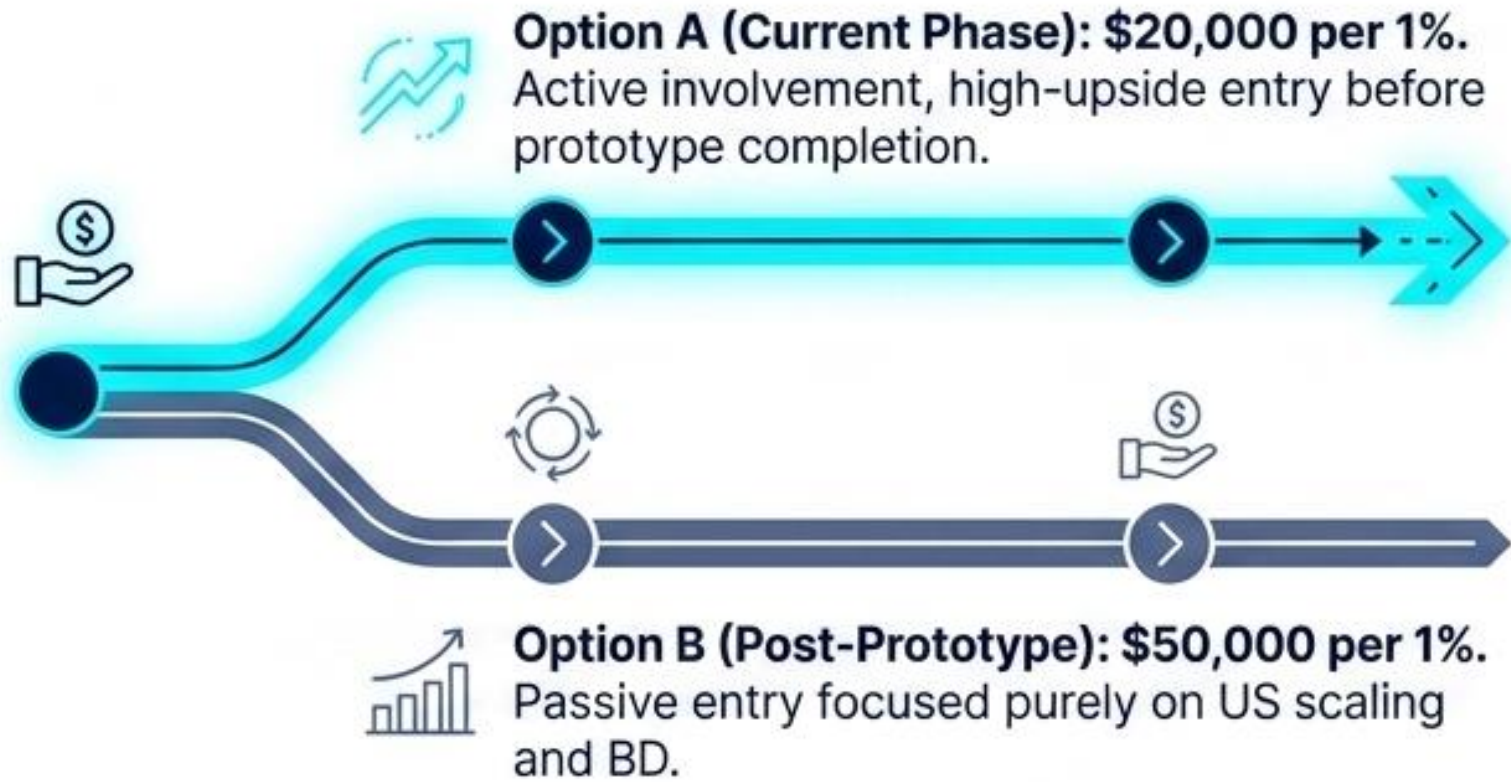 Option A (Current Phase): $20,000 per 1%.
Active involvement, high-upside entry before
prototype completion.
$
$
Option B (Post-Prototype): $50,000 per 1%.
Passive entry focused purely on US scaling
and BD.